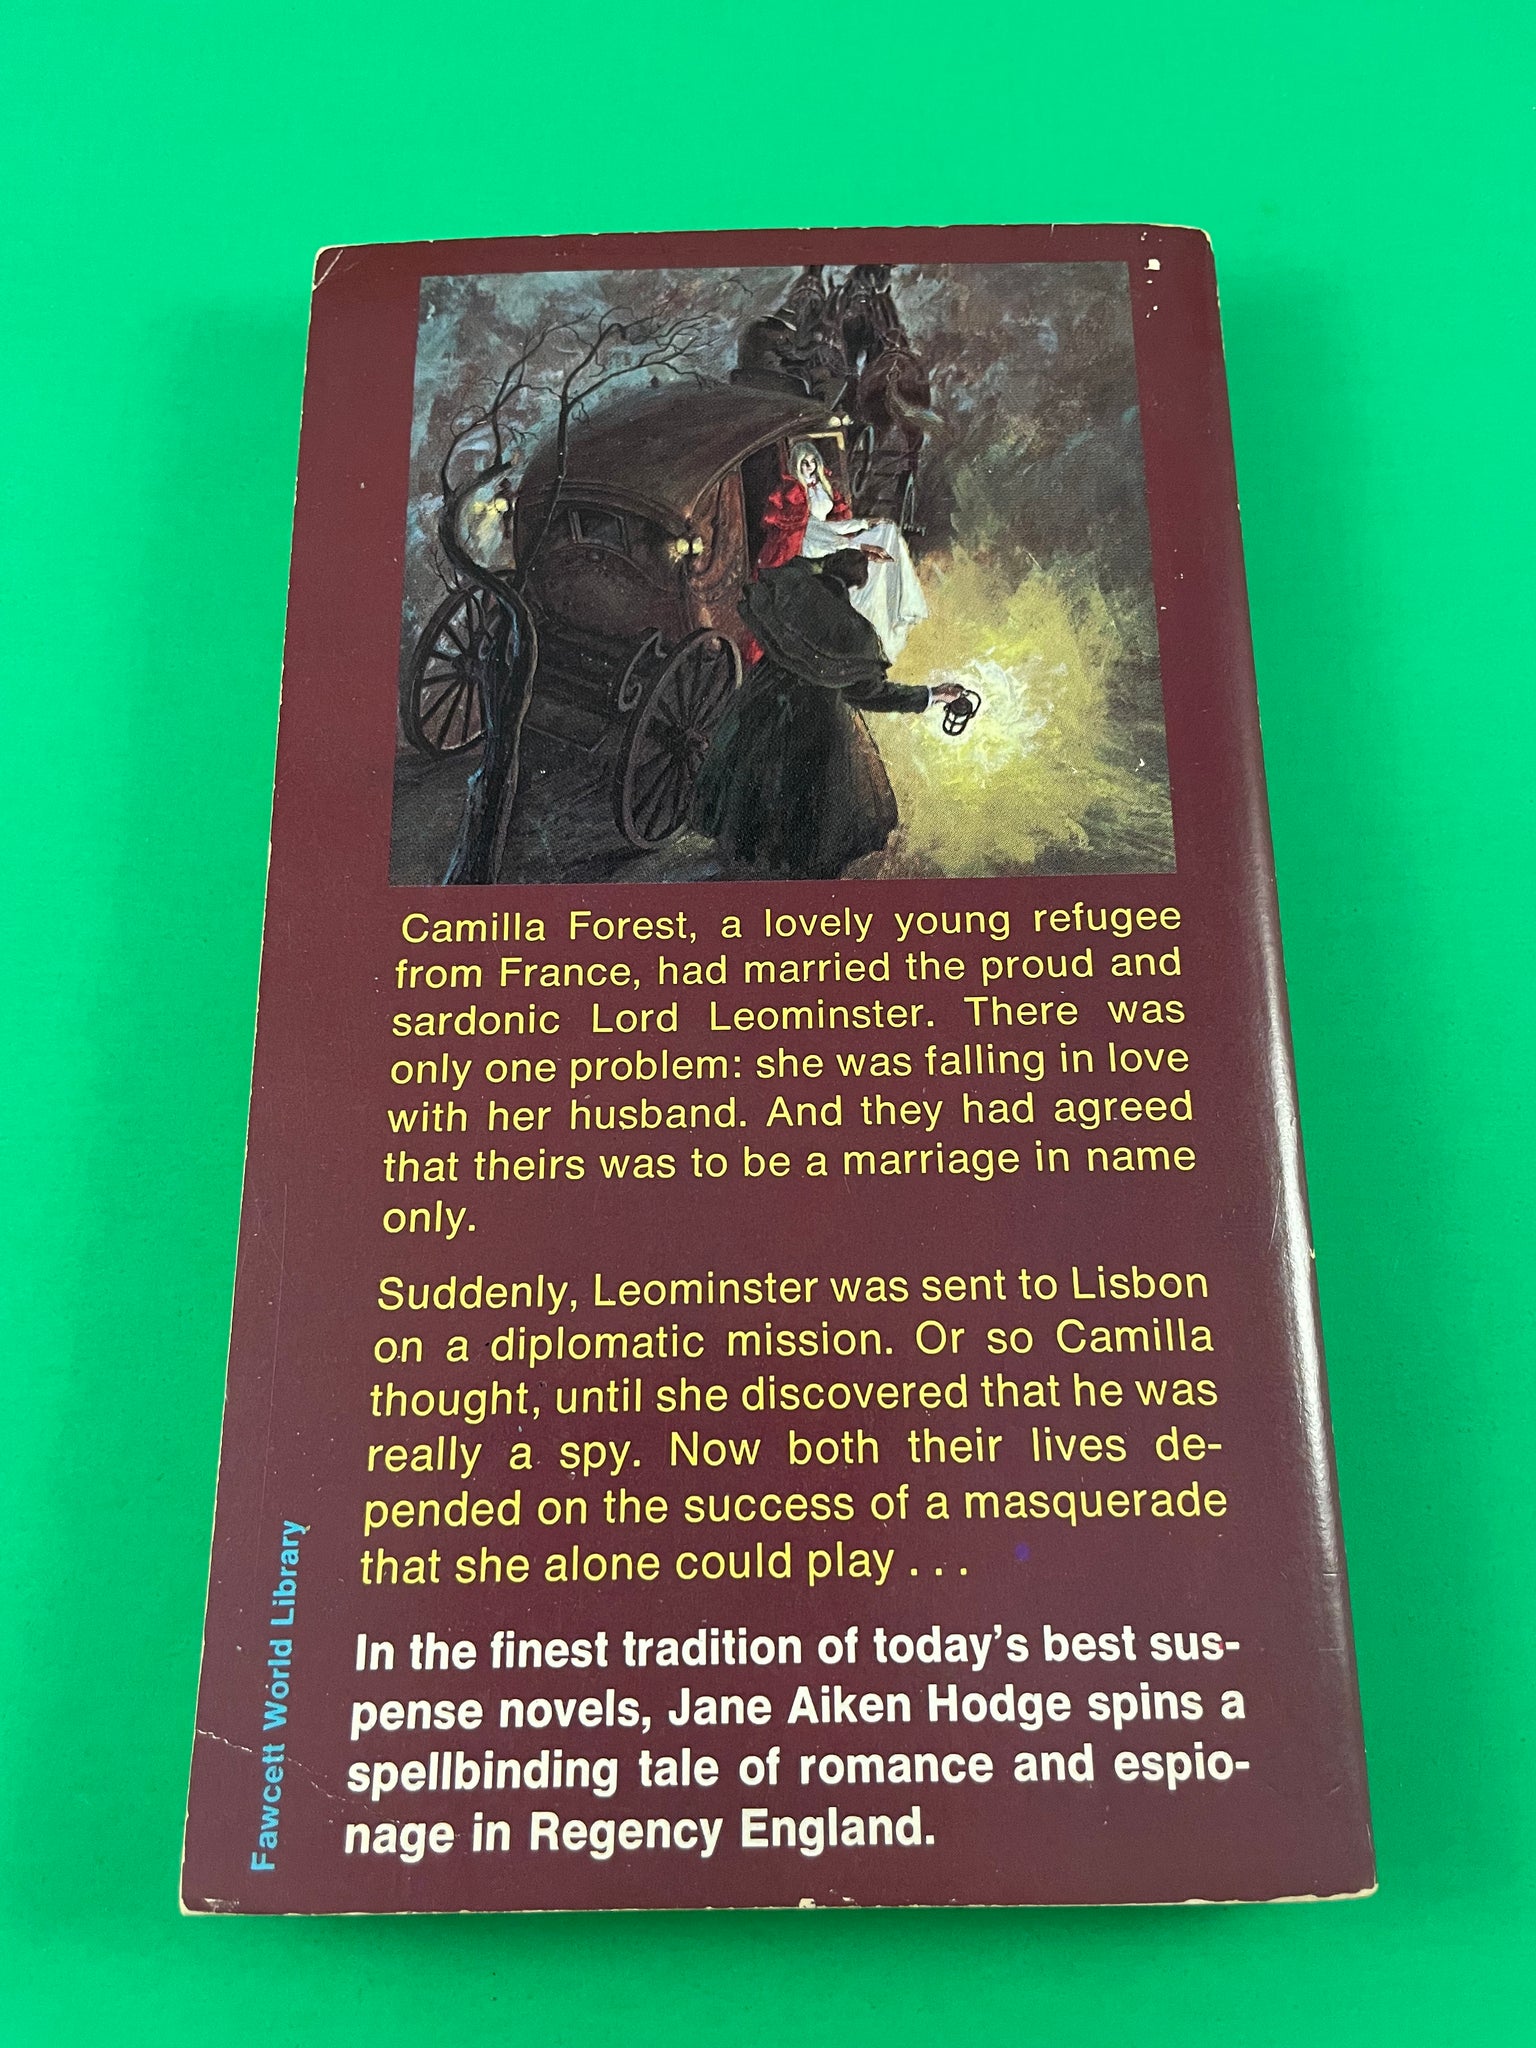 Camilla Forest, a lovely young refugee
from France, had married the proud and
sardonic Lord Leominster. There was
only one problem: she was falling in love
with her husband. And they had agreed
that theirs was to be a marriage in name
only.
Suddenly, Leominster was sent to Lisbon
on a diplomatic mission. Or so Camilla
thought, until she discovered that he was
really a spy. Now both their lives de-
pended on the success of a masquerade
that she alone could play . . .
In the finest tradition of today's best sus-
pense novels, Jane Aiken Hodge spins a
spellbinding tale of romance and espio-
nage in Regency England.
Fawcett World Library